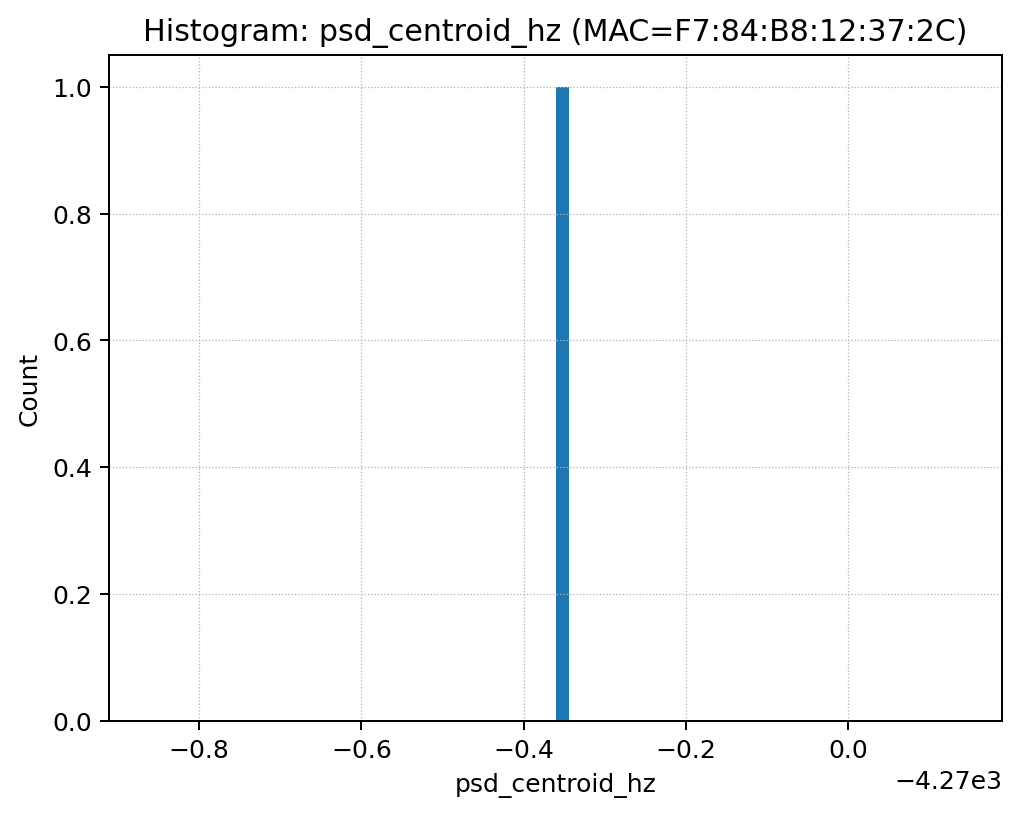 Histogram: psd_centroid_hz (MAC=F7:84:B8:12:37:2C)
1.0
0.8
0.6
0.4
0.2
0.0
Count
−0.8 −0.6 −0.4 −0.2 0.0
psd_centroid_hz
−4.27e3